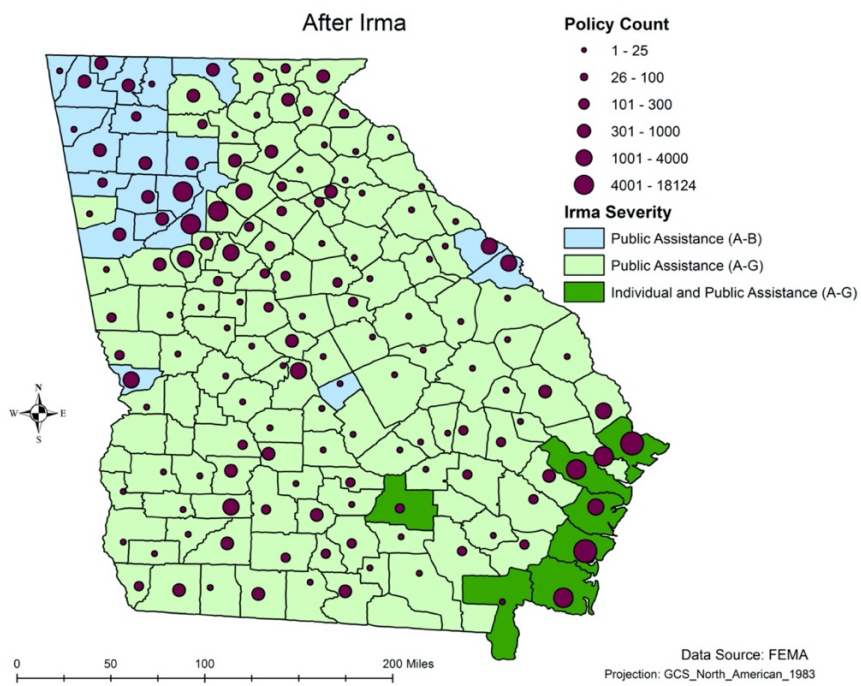 After Irma
Policy Count
1 - 25
26 - 100
101 - 300
301 - 1000
1001 - 4000
4001 - 18124
Irma Severity
Public Assistance (A-B)
Public Assistance (A-G)
Individual and Public Assistance (A-G)
N
W E
S
Data Source: FEMA
Projection: GCS_North_American_1983
0 50 100 200 Miles